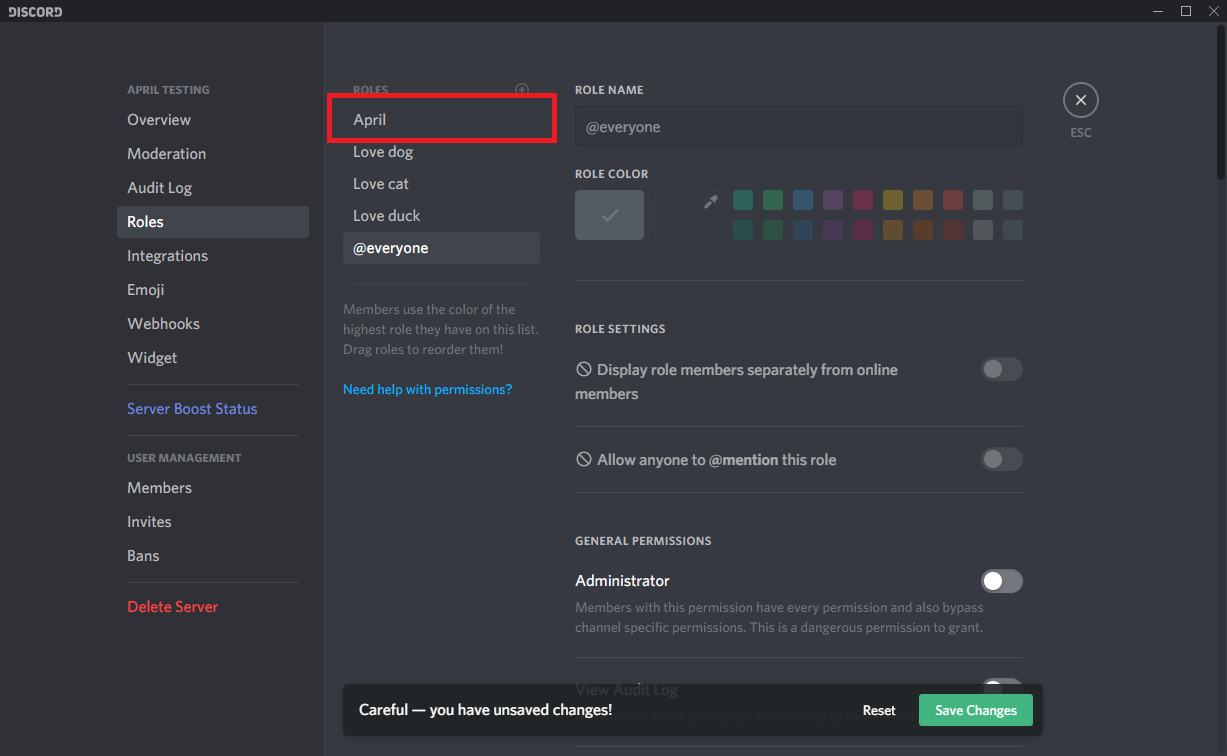 DISCORD
APRIL TESTING
Overview
Moderation
Audit Log
Roles
Integrations
Emoji
Webhooks
Widget
Server Boost Status
USER MANAGEMENT
Members
Invites
Bans
Delete Server
ROLES
April
Love dog
Love cat
Love duck
@everyone
Members use the color of the
highest role they have on this list.
Drag roles to reorder them!
Need help with permissions?
ROLE NAME
@everyone
ROLE COLOR
ROLE SETTINGS
Display role members separately from online
members
Allow anyone to @mention this role
GENERAL PERMISSIONS
Administrator
Members with this permission have every permission and also bypass
channel specific permissions. This is a dangerous permission to grant.
View Audit Log
Careful — you have unsaved changes!
Reset
Save Changes
ESC